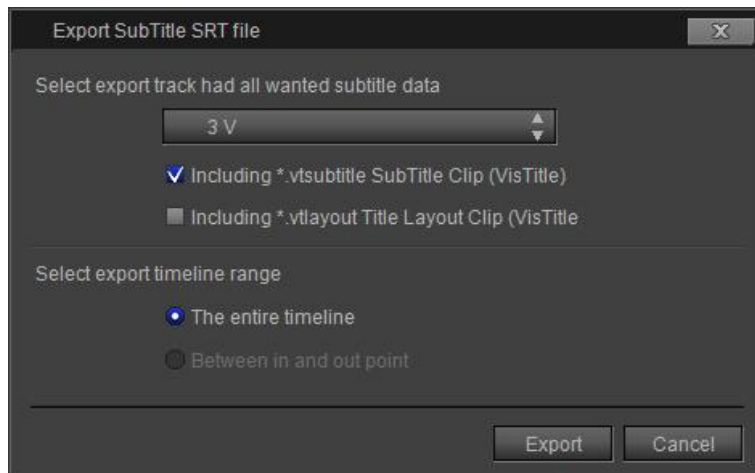 Export SubTitle SRT file
Select export track had all wanted subtitle data
3 V
Including *.vtsubtitle SubTitle Clip (VisTitle)
Including *.vtlayout Title Layout Clip (VisTitle
Select export timeline range
The entire timeline
Between in and out point
Export Cancel